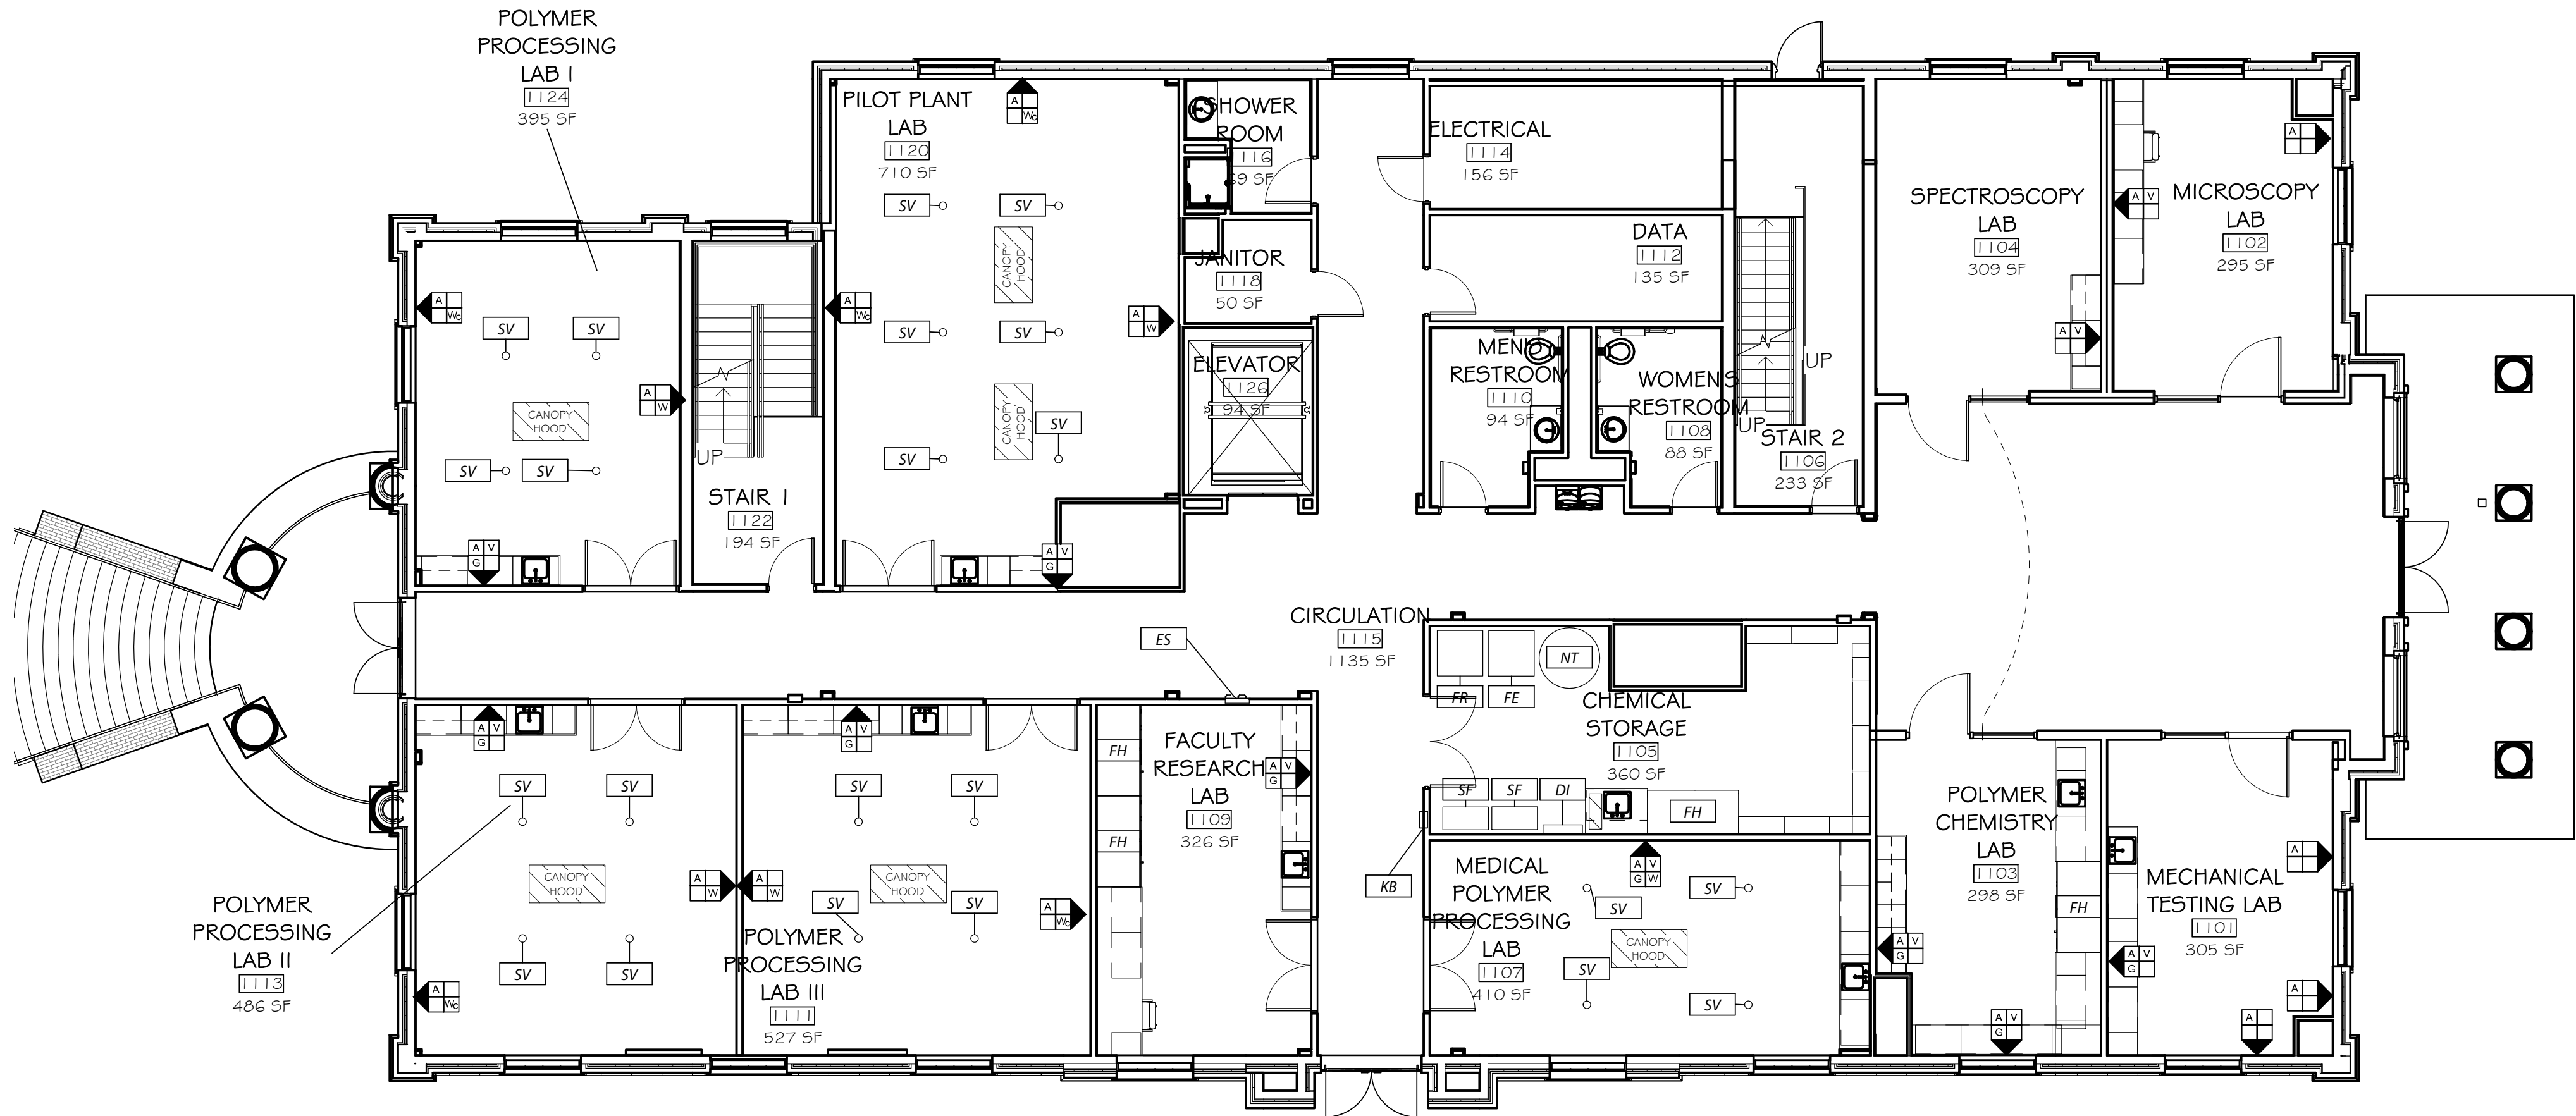 POLYMER
PROCESSING
LAB I
1124
395 SF
PILOT PLANT
LAB
1120
710 SF
A
Wc
SHOWER
ROOM
1116
69 SF
ELECTRICAL
1114
156 SF
A
SPECTROSCOPY
LAB
1104
309 SF
MICROSCOPY
LAB
1102
295 SF
A V
SV
SV
DATA
1112
135 SF
CANOPY
HOOD
JANITOR
1118
50 SF
A
Wc
A
Wc
A
W
SV
SV
SV
SV
A V
MEN'S
RESTROOM
1110
94 SF
WOMEN'S
RESTROOM
1108
88 SF
UP
UP
ELEVATOR
1126
94 SF
A
W
CANOPY
HOOD
CANOPY
HOOD
SV
SV
SV
SV
UP
STAIR 1
1122
194 SF
STAIR 2
1106
233 SF
A V
G
A V
G
CIRCULATION
1115
1135 SF
ES
NT
FR
FE
CHEMICAL
STORAGE
1105
360 SF
SF
SF
DI
FH
A V
G
A V
G
FH
FH
FACULTY
RESEARCH
LAB
1109
326 SF
A V
G
SV
SV
SV
SV
CANOPY
HOOD
CANOPY
HOOD
A
W
A
W
SV
SV
A
Wc
KB
MEDICAL
POLYMER
PROCESSING
LAB
1107
410 SF
A V
G W
SV
SV
CANOPY
HOOD
SV
SV
POLYMER
CHEMISTRY
LAB
1103
298 SF
FH
A V
G
A V
G
MECHANICAL
TESTING LAB
1101
305 SF
A
A V
G
A
A
POLYMER
PROCESSING
LAB II
1113
486 SF
SV
SV
A
Wc
POLYMER
PROCESSING
LAB III
1111
527 SF